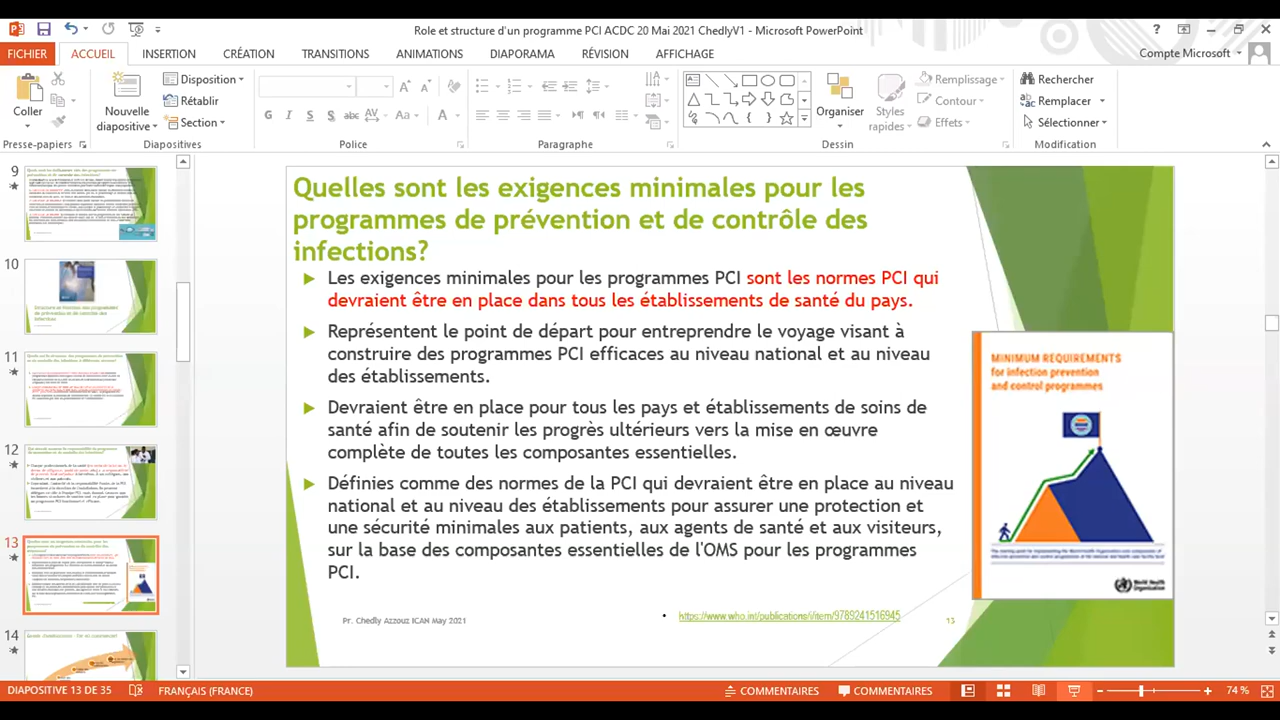 Role et structure d'un programme PCI ACDC 20 Mai 2021 ChedlyV1 - Microsoft PowerPoint
FICHIER ACCUEIL INSERTION CRÉATION TRANSITIONS ANIMATIONS DIAPORAMA RÉVISION AFFICHAGE Compte Microsoft
Coller
Nouvelle diapositive
Disposition
Rétablir
Section
Organiser
Styles rapides
Remplissage
Contour
Effets
Rechercher
Remplacer
Sélectionner
Presse-papiers Diapositives Police Paragraphe Dessin Modification
9
10
11
12
13
14
Quelles sont les exigences minimales pour les
programmes de prévention et de contrôle des
infections?
Les exigences minimales pour les programmes PCI sont les normes PCI qui
devraient être en place dans tous les établissements de santé du pays.
Représentent le point de départ pour entreprendre le voyage visant à
construire des programmes PCI efficaces au niveau national et au niveau
des établissements.
Devraient être en place pour tous les pays et établissements de soins de
santé afin de soutenir les progrès ultérieurs vers la mise en œuvre
complète de toutes les composantes essentielles.
Définies comme des normes de la PCI qui devraient être en place au niveau
national et au niveau des établissements pour assurer une protection et
une sécurité minimales aux patients, aux agents de santé et aux visiteurs,
sur la base des composantes essentielles de l'OMS pour les programmes
PCI.
MINIMUM REQUIREMENTS
for infection prevention
and control programmes
World Health
Organization
https://www.who.int/publications/i/item/9789241516945
Pr. Chedly Azzouz ICAN May 2021
13
DIAPOSITIVE 13 DE 35 FRANÇAIS (FRANCE) COMMENTAIRES COMMENTAIRES 74 %